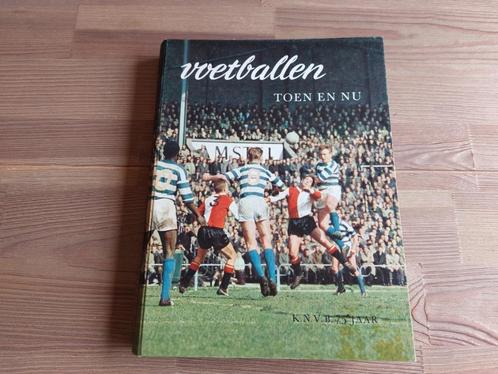 voetballen
TOEN EN NU
AMSTEL
K.N.V.B. 75 JAAR